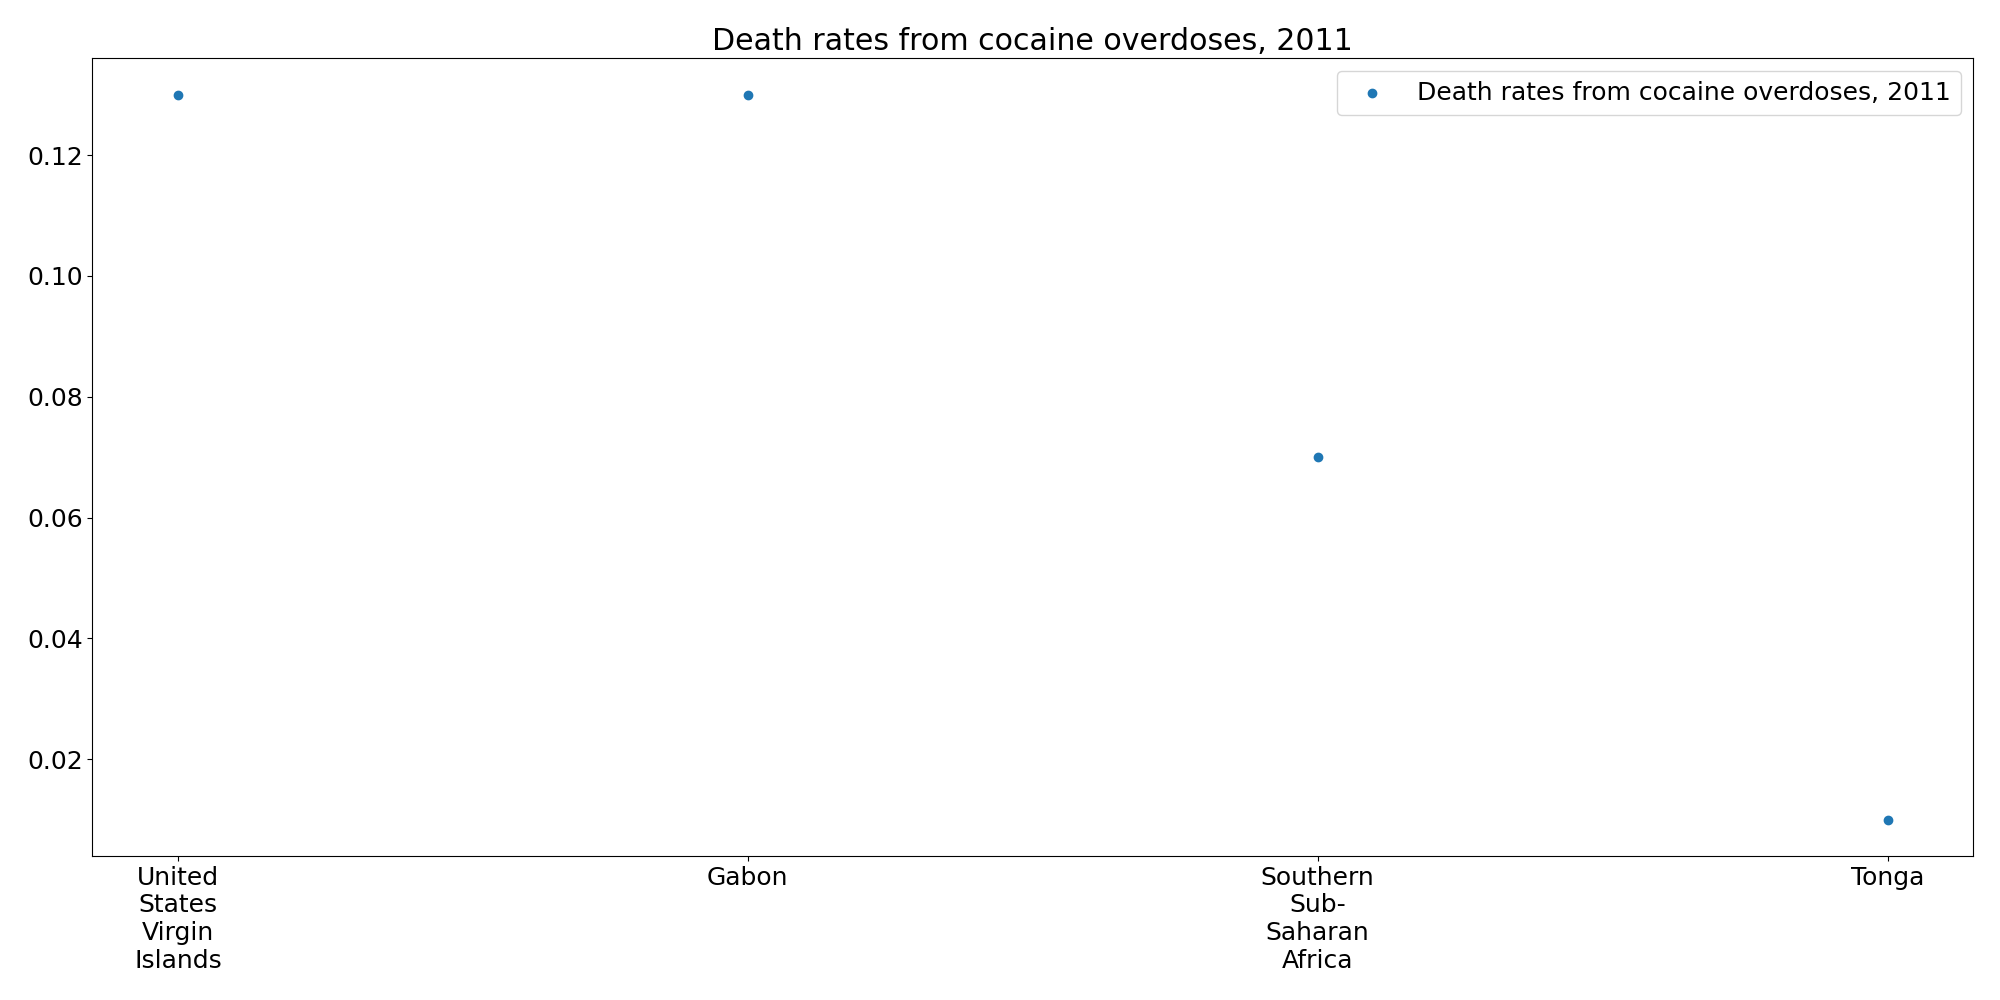 Death rates from cocaine overdoses, 2011
Death rates from cocaine overdoses, 2011
0.12
0.10
0.08
0.06
0.04
0.02
United
States
Virgin
Islands
Gabon
Southern
Sub-
Saharan
Africa
Tonga